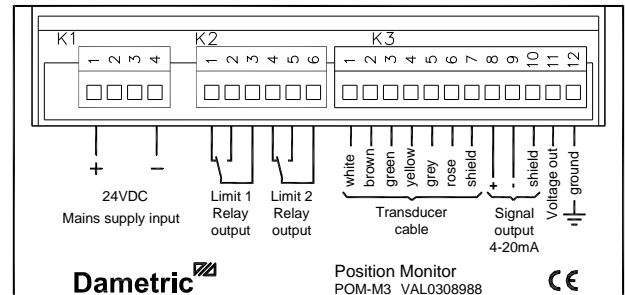 K1 K2 K3
1 2 3 4 1 2 3 4 5 6 1 2 3 4 5 6 7 8 9 10 11 12
white brown green yellow grey rose shield + - shield Voltage out ground
+ -
24VDC
Mains supply input
Limit 1
Relay
output
Limit 2
Relay
output
Transducer
cable
Signal
output
4-20mA
Dametric
Position Monitor
POM-M3 VAL0308988
CE